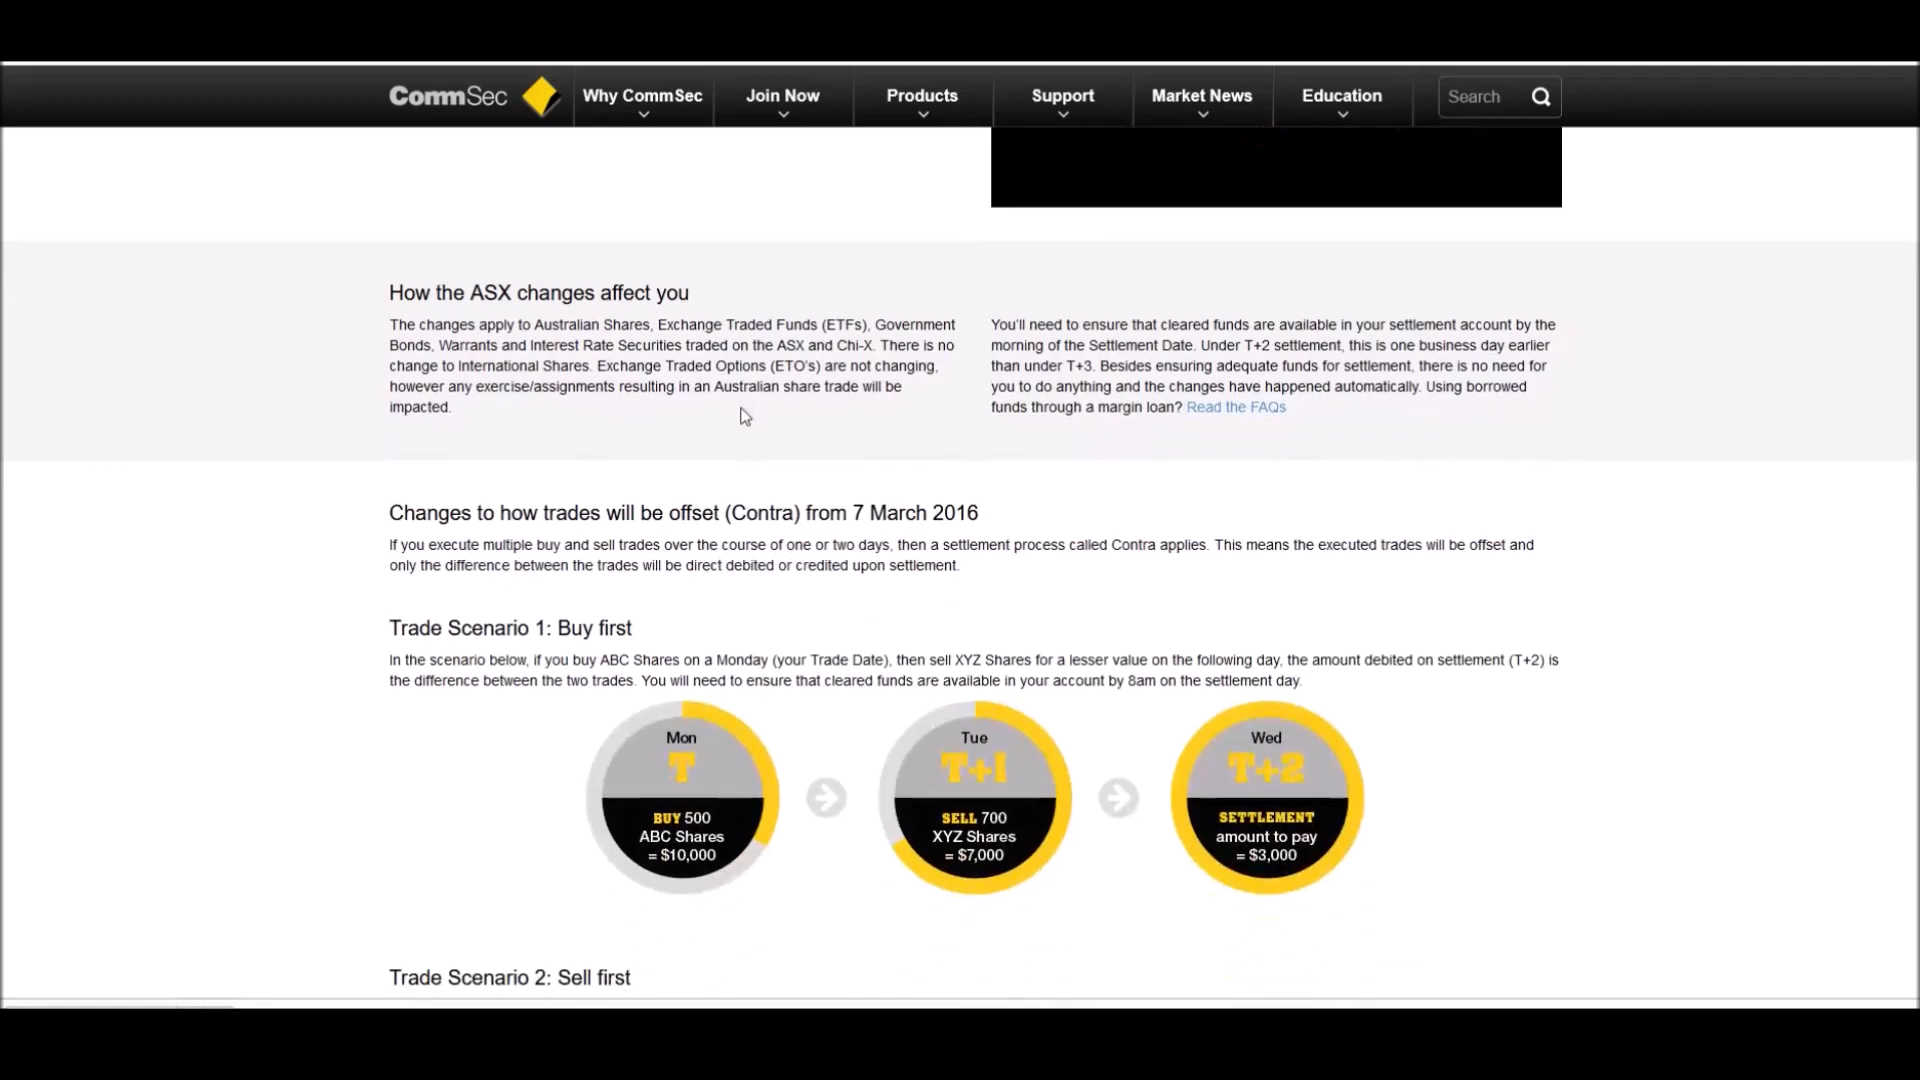 CommSec
Why CommSec
Join Now
Products
Support
Market News
Education
Search
How the ASX changes affect you
The changes apply to Australian Shares, Exchange Traded Funds (ETFs), Government
Bonds, Warrants and Interest Rate Securities traded on the ASX and Chi-X. There is no
change to International Shares. Exchange Traded Options (ETO's) are not changing,
however any exercise/assignments resulting in an Australian share trade will be
impacted.
You'll need to ensure that cleared funds are available in your settlement account by the
morning of the Settlement Date. Under T+2 settlement, this is one business day earlier
than under T+3. Besides ensuring adequate funds for settlement, there is no need for
you to do anything and the changes have happened automatically. Using borrowed
funds through a margin loan? Read the FAQs
Changes to how trades will be offset (Contra) from 7 March 2016
If you execute multiple buy and sell trades over the course of one or two days, then a settlement process called Contra applies. This means the executed trades will be offset and
only the difference between the trades will be direct debited or credited upon settlement.
Trade Scenario 1: Buy first
In the scenario below, if you buy ABC Shares on a Monday (your Trade Date), then sell XYZ Shares for a lesser value on the following day, the amount debited on settlement (T+2) is
the difference between the two trades. You will need to ensure that cleared funds are available in your account by 8am on the settlement day.
Mon
T
BUY 500
ABC Shares
= $10,000
Tue
T+1
SELL 700
XYZ Shares
= $7,000
Wed
T+2
SETTLEMENT
amount to pay
= $3,000
Trade Scenario 2: Sell first